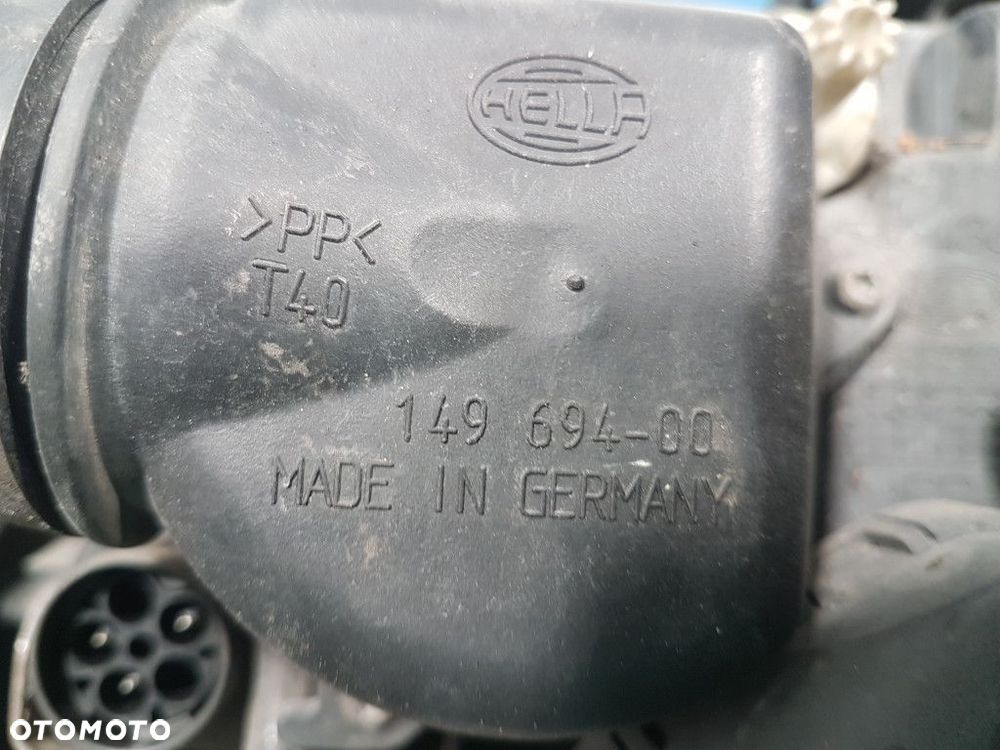 HELLA
>PP<
T40
149 694-00
MADE IN GERMANY
OTOMOTO